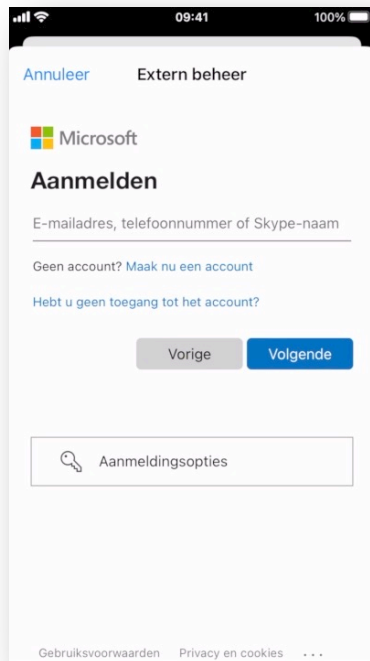 09:41
100%
Annuleer
Extern beheer
Microsoft
Aanmelden
E-mailadres, telefoonnummer of Skype-naam
Geen account? Maak nu een account
Hebt u geen toegang tot het account?
Vorige
Volgende
Aanmeldingsopties
Gebruiksvoorwaarden Privacy en cookies ...